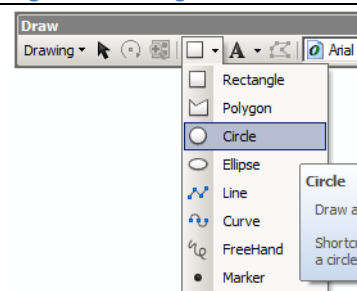 Draw
Drawing A Arial
Rectangle
Polygon
Circle
Ellipse
Line
Curve
FreeHand
Marker
Circle
Draw a
Shortcu
a circle